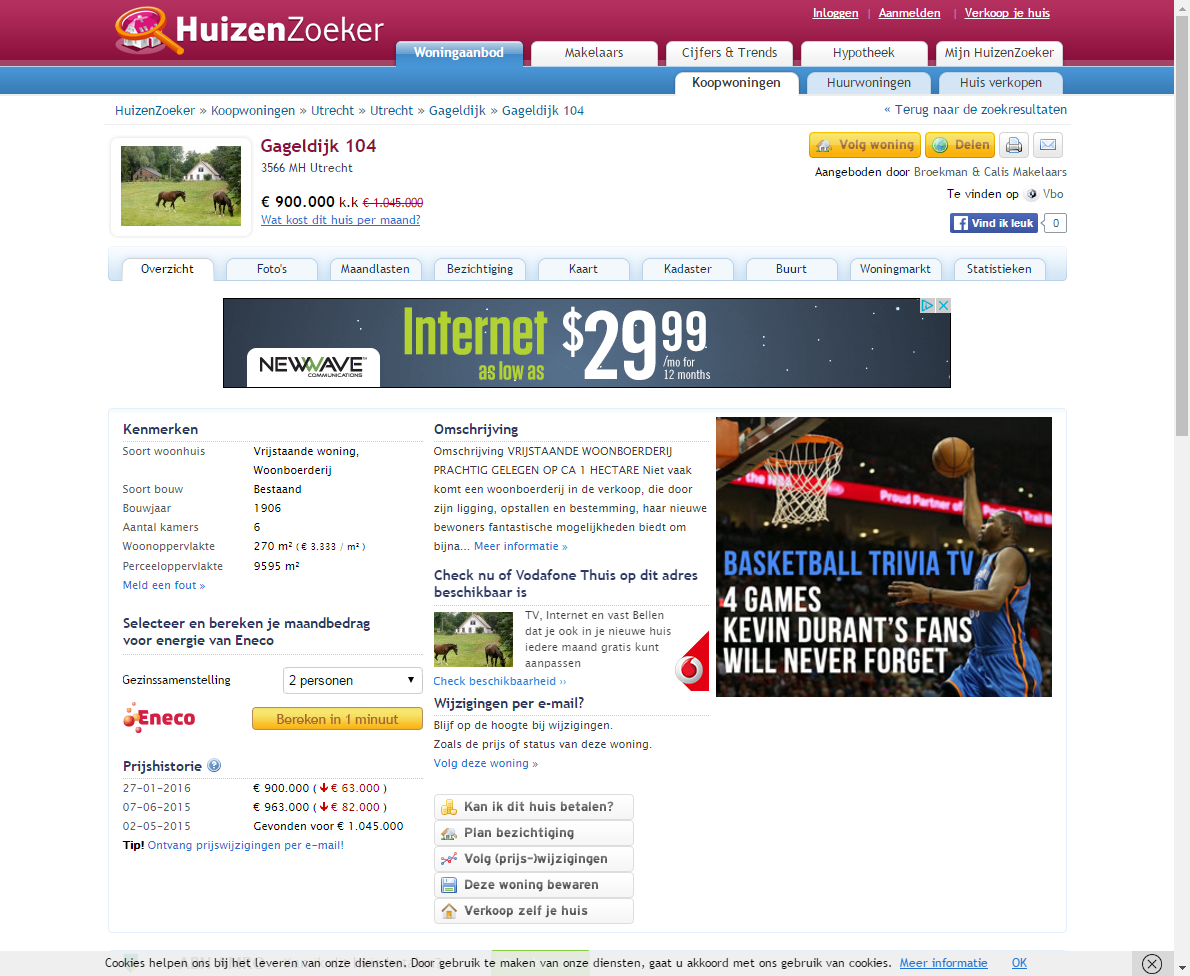 HuizenZoeker
Inloggen | Aanmelden | Verkoop je huis
Woningaanbod
Makelaars
Cijfers & Trends
Hypotheek
Mijn HuizenZoeker
Koopwoningen
Huurwoningen
Huis verkopen
HuizenZoeker » Koopwoningen » Utrecht » Utrecht » Gageldijk » Gageldijk 104
« Terug naar de zoekresultaten
Gageldijk 104
3566 MH Utrecht
€ 900.000 k.k € 1.045.000
Wat kost dit huis per maand?
Volg woning
Delen
Aangeboden door Broekman & Calis Makelaars
Te vinden op Vbo
Vind ik leuk
0
Overzicht
Foto's
Maandlasten
Bezichtiging
Kaart
Kadaster
Buurt
Woningmarkt
Statistieken
NEWWAVE
COMMUNICATIONS
Internet
as low as
$2999
/mo for
12 months
Kenmerken
Soort woonhuis Vrijstaande woning,
Woonboerderij
Soort bouw Bestaand
Bouwjaar 1906
Aantal kamers 6
Woonoppervlakte 270 m² ( € 3.333 / m² )
Perceeloppervlakte 9595 m²
Meld een fout »
Selecteer en bereken je maandbedrag
voor energie van Eneco
Gezinssamenstelling 2 personen
Eneco
Bereken in 1 minuut
Prijshistorie ?
27-01-2016 € 900.000 ( € 63.000 )
07-06-2015 € 963.000 ( € 82.000 )
02-05-2015 Gevonden voor € 1.045.000
Tip! Ontvang prijswijzigingen per e-mail!
Omschrijving
Omschrijving VRIJSTAANDE WOONBOERDERIJ
PRACHTIG GELEGEN OP CA 1 HECTARE Niet vaak
komt een woonboerderij in de verkoop, die door
zijn ligging, opstallen en bestemming, haar nieuwe
bewoners fantastische mogelijkheden biedt om
bijna... Meer informatie »
Check nu of Vodafone Thuis op dit adres
beschikbaar is
TV, Internet en vast Bellen
dat je ook in je nieuwe huis
iedere maand gratis kunt
aanpassen
Check beschikbaarheid ››
Wijzigingen per e-mail?
Blijf op de hoogte bij wijzigingen.
Zoals de prijs of status van deze woning.
Volg deze woning »
Kan ik dit huis betalen?
Plan bezichtiging
Volg (prijs-)wijzigingen
Deze woning bewaren
Verkoop zelf je huis
the NBA
Proud Partner of
BASKETBALL TRIVIA TV
4 GAMES
KEVIN DURANT'S FANS
WILL NEVER FORGET
Cookies helpen ons bij het leveren van onze diensten. Door gebruik te maken van onze diensten, gaat u akkoord met ons gebruik van cookies. Meer informatie OK